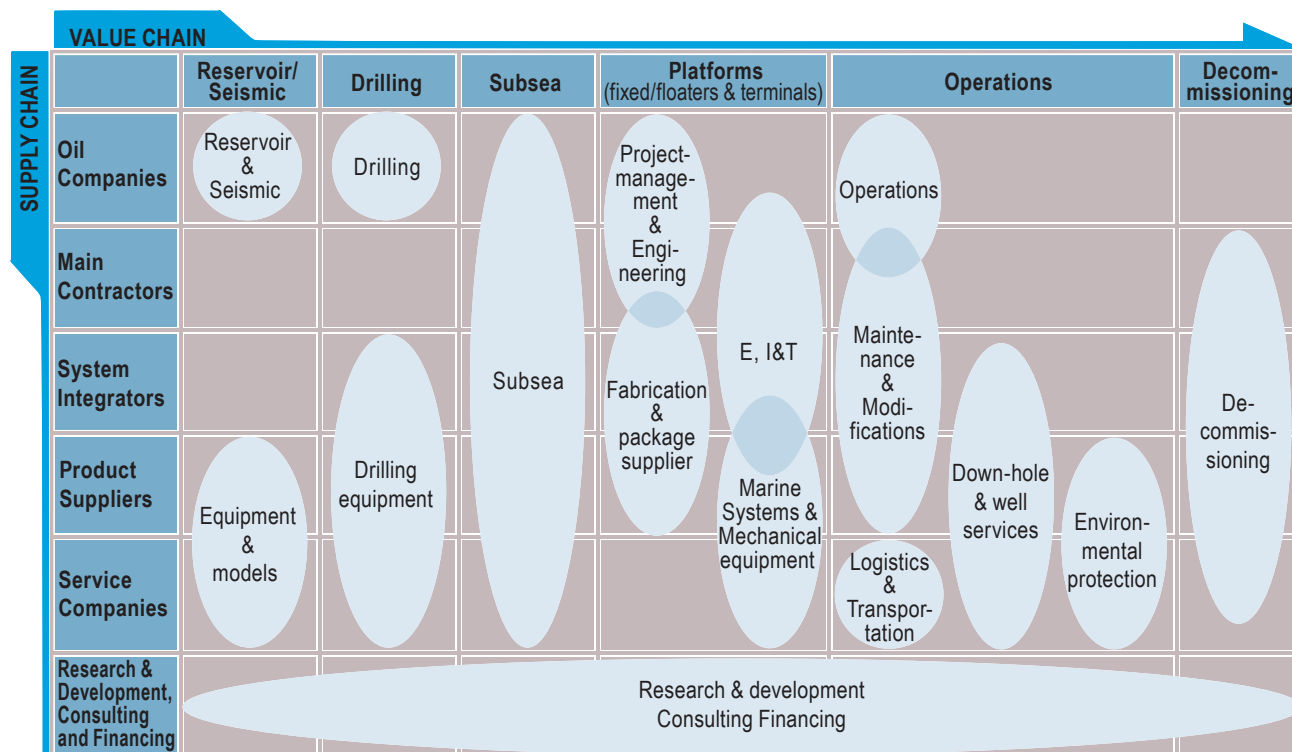 VALUE CHAIN
SUPPLY CHAIN
Reservoir/
Seismic
Drilling
Subsea
Platforms
(fixed/floaters & terminals)
Operations
Decom-
missioning
Oil
Companies
Reservoir
&
Seismic
Drilling
Project-
manage-
ment
&
Engi-
neering
Operations
Main
Contractors
System
Integrators
Subsea
Fabrication
&
package
supplier
E, I&T
Mainte-
nance
&
Modi-
fications
De-
commis-
sioning
Product
Suppliers
Equipment
&
models
Drilling
equipment
Marine
Systems &
Mechanical
equipment
Down-hole
& well
services
Environ-
mental
protection
Service
Companies
Logistics
&
Transpor-
tation
Research &
Development,
Consulting
and Financing
Research & development
Consulting Financing